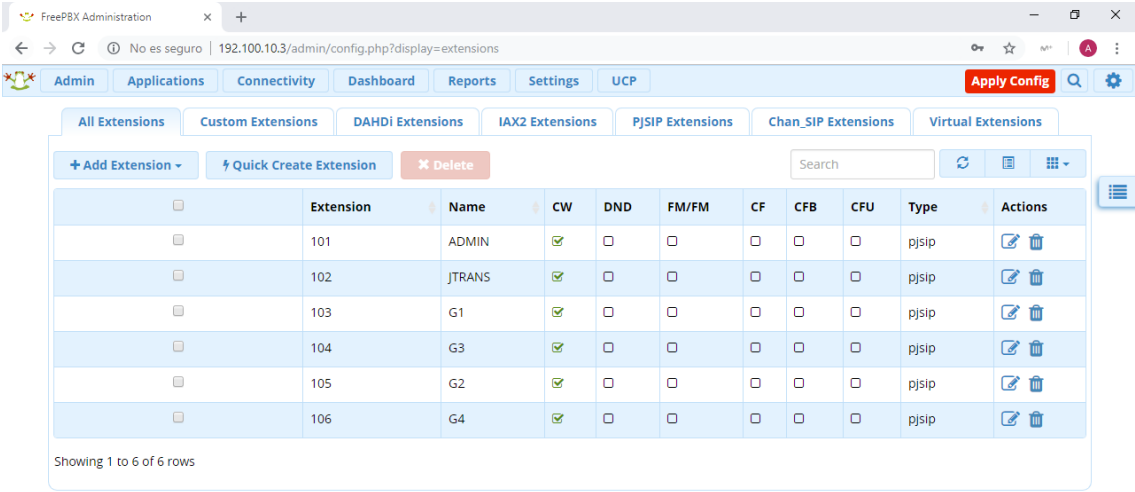 FreePBX Administration
No es seguro | 192.100.10.3/admin/config.php?display=extensions
A
Admin Applications Connectivity Dashboard Reports Settings UCP Apply Config
All Extensions Custom Extensions DAHDi Extensions IAX2 Extensions PJSIP Extensions Chan_SIP Extensions Virtual Extensions
+ Add Extension Quick Create Extension Delete Search
Extension Name CW DND FM/FM CF CFB CFU Type Actions
101 ADMIN pjsip
102 JTRANS pjsip
103 G1 pjsip
104 G3 pjsip
105 G2 pjsip
106 G4 pjsip
Showing 1 to 6 of 6 rows